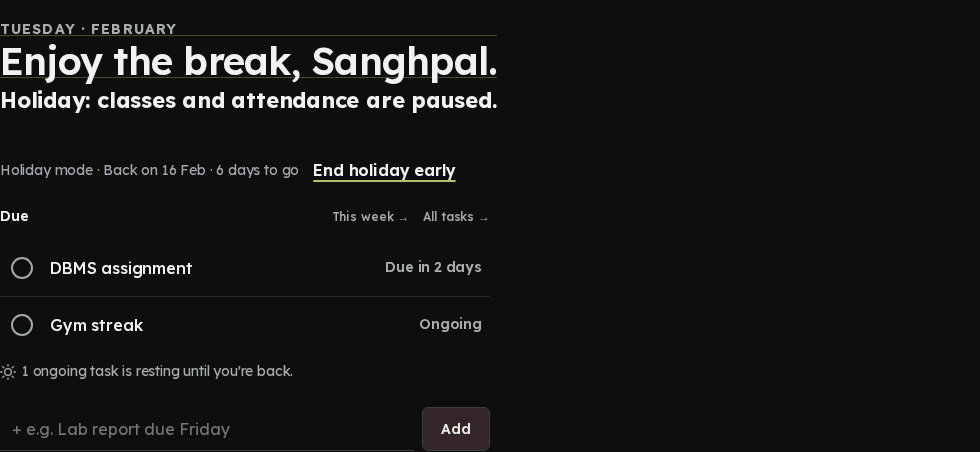 TUESDAY · FEBRUARY
Enjoy the break, Sanghpal.
Holiday: classes and attendance are paused.
Holiday mode · Back on 16 Feb · 6 days to go End holiday early
Due This week → All tasks →
DBMS assignment Due in 2 days
Gym streak Ongoing
1 ongoing task is resting until you're back.
+ e.g. Lab report due Friday Add